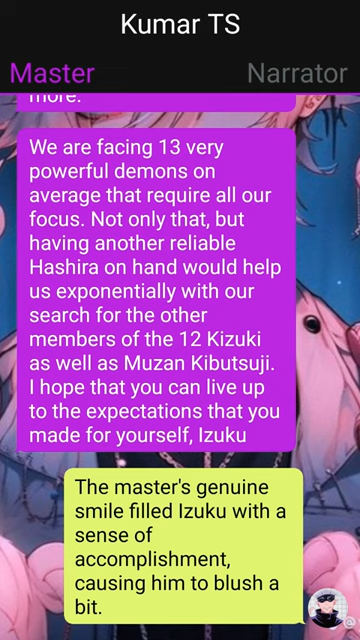 Kumar TS
Master Narrator
more.
We are facing 13 very
powerful demons on
average that require all our
focus. Not only that, but
having another reliable
Hashira on hand would help
us exponentially with our
search for the other
members of the 12 Kizuki
as well as Muzan Kibutsuji.
I hope that you can live up
to the expectations that you
made for yourself, Izuku
The master's genuine
smile filled Izuku with a
sense of
accomplishment,
causing him to blush a
bit.